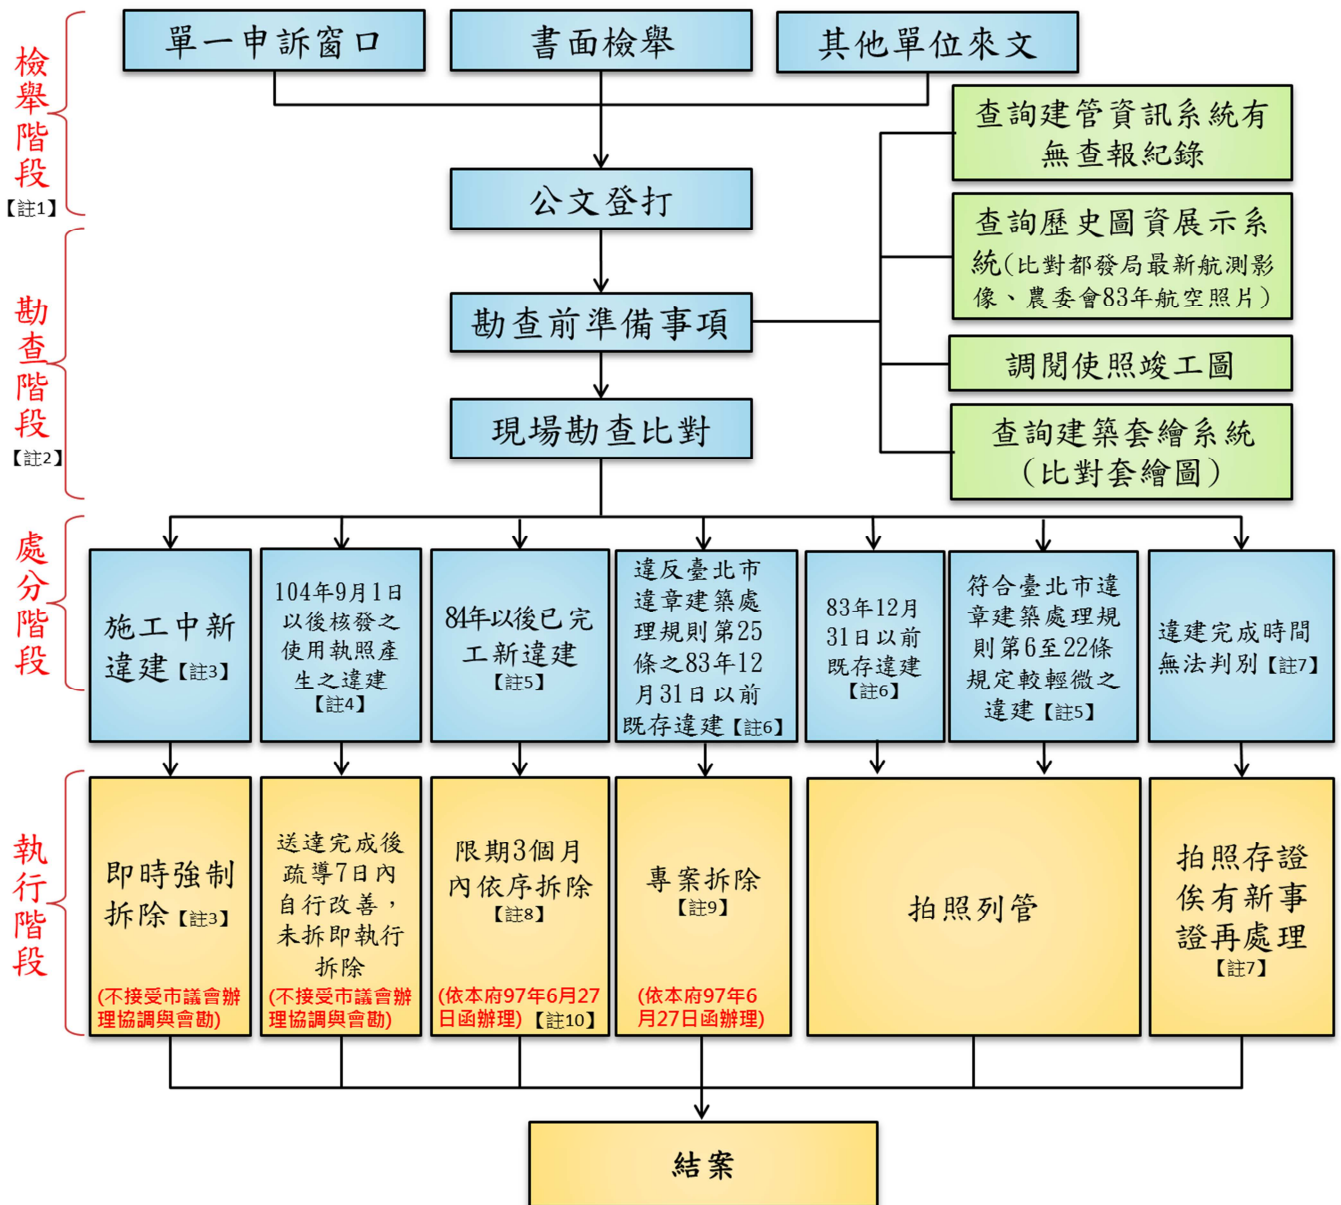 單一申訴窗口
書面檢舉
其他單位來文
檢舉階段
【註1】
公文登打
查詢建管資訊系統有
無查報紀錄
查詢歷史圖資展示系
統(比對都發局最新航測影
像、農委會83年航空照片)
勘查階段
【註2】
勘查前準備事項
調閱使照竣工圖
現場勘查比對
查詢建築套繪系統
(比對套繪圖)
處分階段
施工中新
違建【註3】
104年9月1日
以後核發之
使用執照產
生之違建
【註4】
84年以後已完
工新違建
【註5】
違反臺北市
違章建築處
理規則第25
條之83年12
月31日以前
既存違建【註6】
83年12月
31日以前
既存違建
【註6】
符合臺北市違
章建築處理規
則第6至22條
規定較輕微之
違建【註5】
違建完成時間
無法判別【註7】
執行階段
即時強制
拆除【註3】
(不接受市議會辦
理協調與會勘)
送達完成後
疏導7日內
自行改善，
未拆即執行
拆除
(不接受市議會辦
理協調與會勘)
限期3個月
內依序拆除
【註8】
(依本府97年6月27
日函辦理)【註10】
專案拆除
【註9】
(依本府97年6
月27日函辦理)
拍照列管
拍照存證
俟有新事
證再處理
【註7】
結案